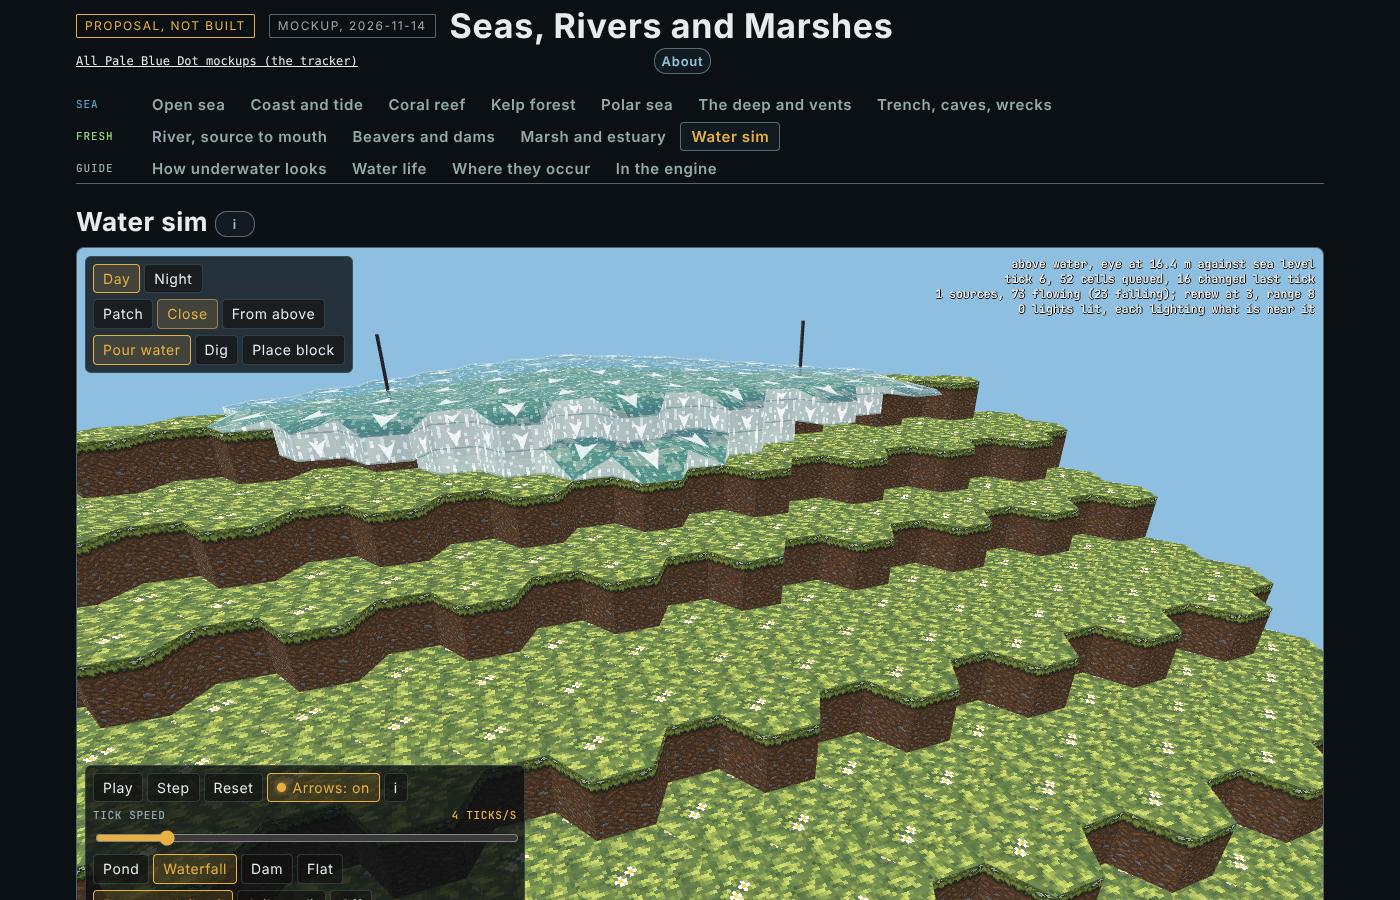 PROPOSAL, NOT BUILT
MOCKUP, 2026-11-14
Seas, Rivers and Marshes
All Pale Blue Dot mockups (the tracker)
About
SEA
Open sea
Coast and tide
Coral reef
Kelp forest
Polar sea
The deep and vents
Trench, caves, wrecks
FRESH
River, source to mouth
Beavers and dams
Marsh and estuary
Water sim
GUIDE
How underwater looks
Water life
Where they occur
In the engine
Water sim
i
Day
Night
Patch
Close
From above
Pour water
Dig
Place block
above water, eye at 16.4 m against sea level
tick 6, 52 cells queued, 16 changed last tick
1 sources, 73 flowing (23 falling); renew at 3, range 8
0 lights lit, each lighting what is near it
Play
Step
Reset
Arrows: on
i
TICK SPEED
4 TICKS/S
Pond
Waterfall
Dam
Flat